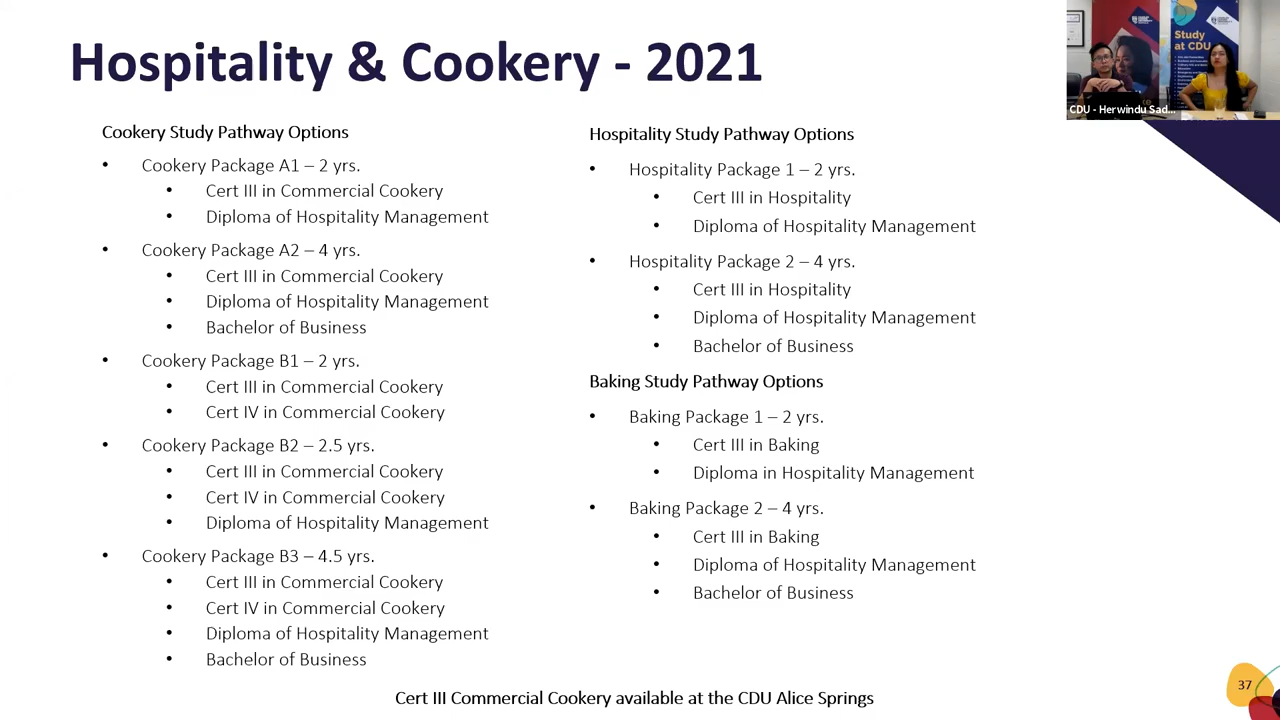 Hospitality & Cookery - 2021
Cookery Study Pathway Options
• Cookery Package A1 – 2 yrs.
• Cert III in Commercial Cookery
• Diploma of Hospitality Management
• Cookery Package A2 – 4 yrs.
• Cert III in Commercial Cookery
• Diploma of Hospitality Management
• Bachelor of Business
• Cookery Package B1 – 2 yrs.
• Cert III in Commercial Cookery
• Cert IV in Commercial Cookery
• Cookery Package B2 – 2.5 yrs.
• Cert III in Commercial Cookery
• Cert IV in Commercial Cookery
• Diploma of Hospitality Management
• Cookery Package B3 – 4.5 yrs.
• Cert III in Commercial Cookery
• Cert IV in Commercial Cookery
• Diploma of Hospitality Management
• Bachelor of Business
Hospitality Study Pathway Options
• Hospitality Package 1 – 2 yrs.
• Cert III in Hospitality
• Diploma of Hospitality Management
• Hospitality Package 2 – 4 yrs.
• Cert III in Hospitality
• Diploma of Hospitality Management
• Bachelor of Business
Baking Study Pathway Options
• Baking Package 1 – 2 yrs.
• Cert III in Baking
• Diploma in Hospitality Management
• Baking Package 2 – 4 yrs.
• Cert III in Baking
• Diploma of Hospitality Management
• Bachelor of Business
Cert III Commercial Cookery available at the CDU Alice Springs
37
Study
at CDU
CDU - Herwindu Sad...